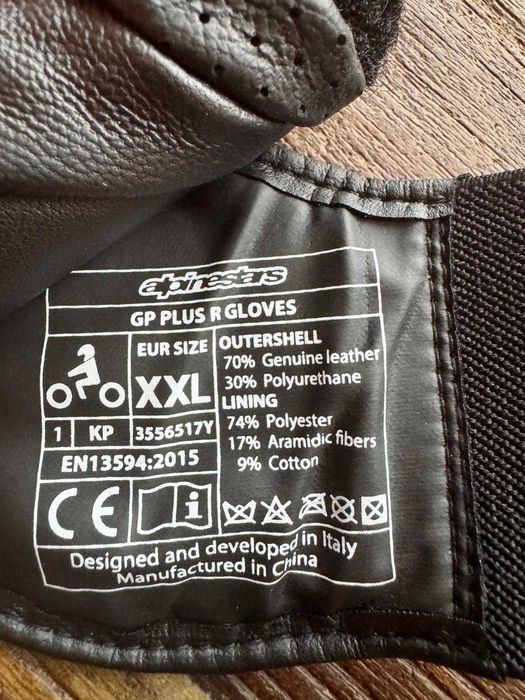 alpinestars
GP PLUS R GLOVES
EUR SIZE
XXL
1 KP 3556517Y
EN13594:2015
OUTERSHELL
70% Genuine leather
30% Polyurethane
LINING
74% Polyester
17% Aramidic fibers
9% Cotton
CE
i
Designed and developed in Italy
Manufactured in China